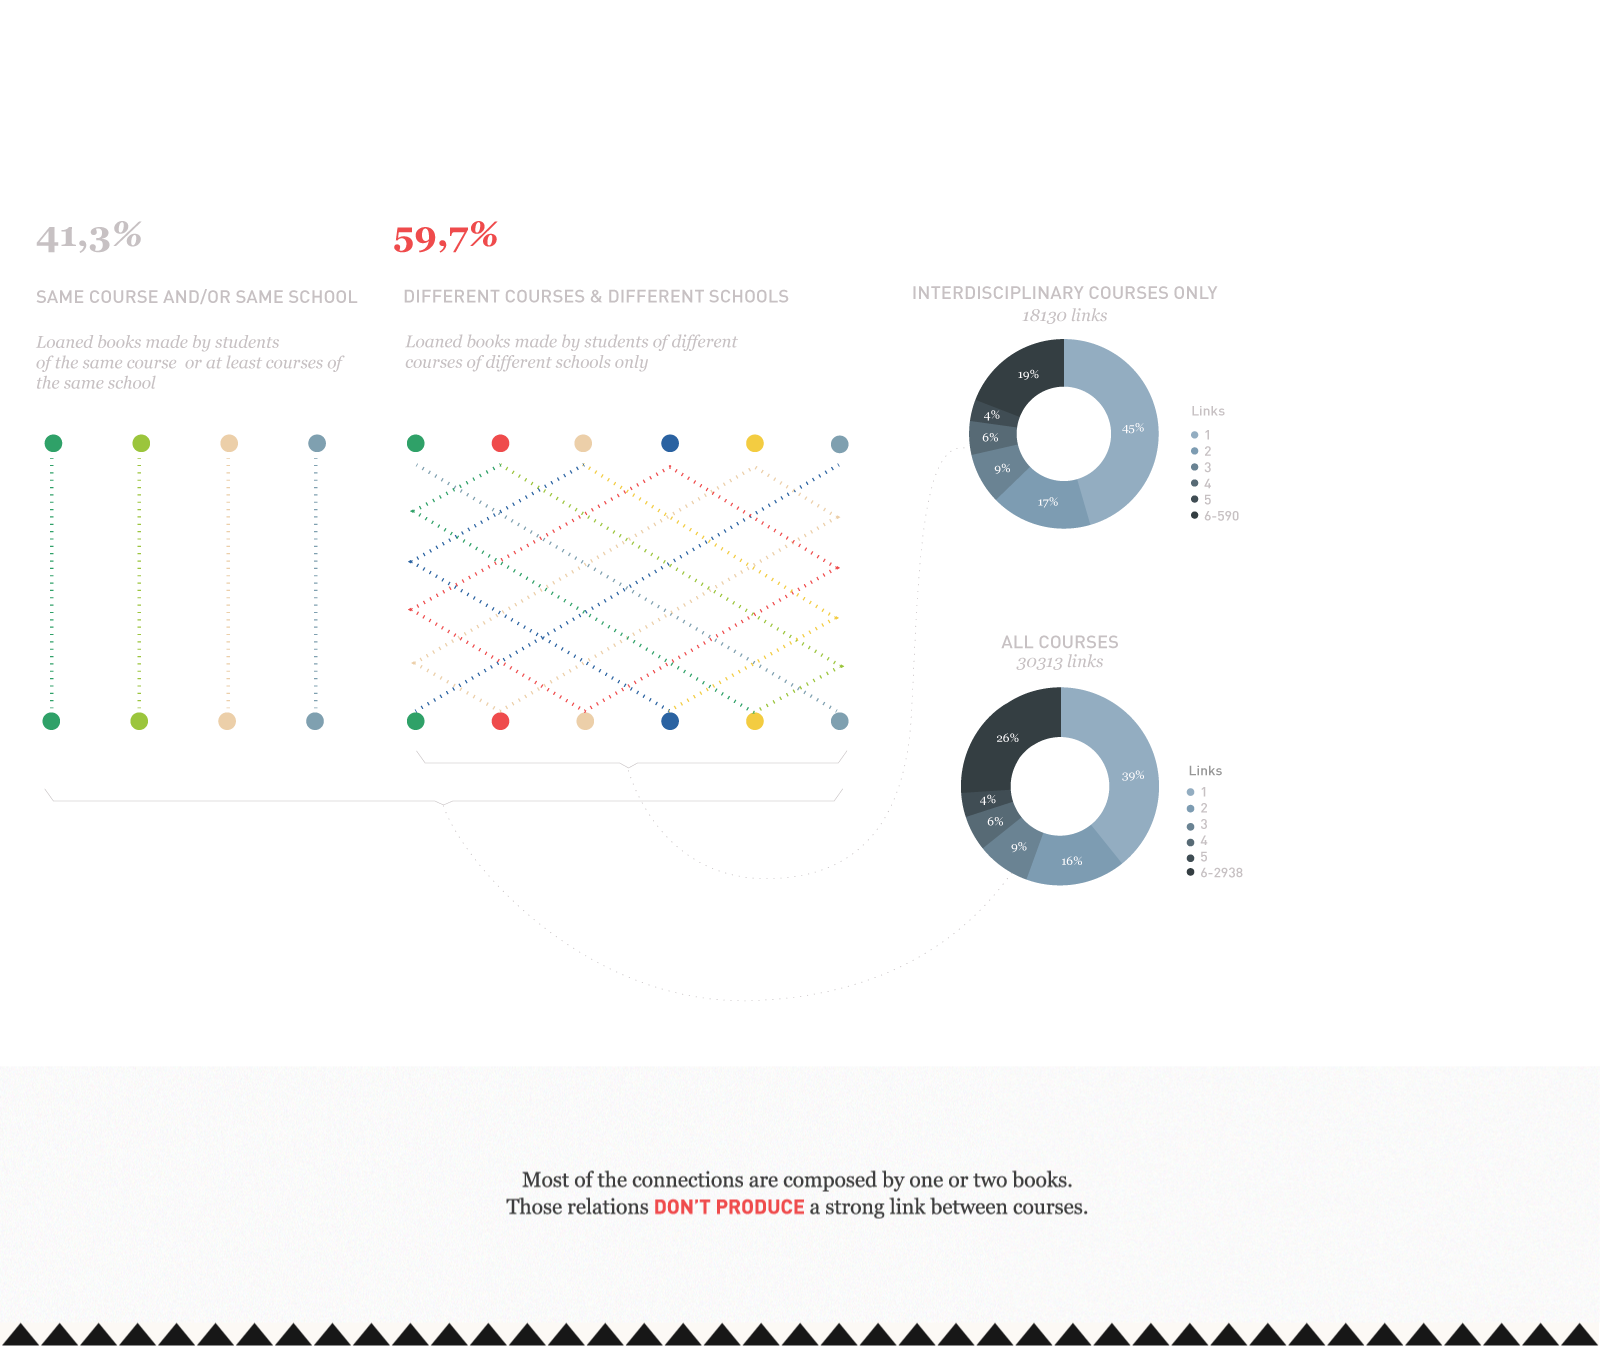 41,3%
SAME COURSE AND/OR SAME SCHOOL
Loaned books made by students
of the same course or at least courses of
the same school
59,7%
DIFFERENT COURSES & DIFFERENT SCHOOLS
Loaned books made by students of different
courses of different schools only
INTERDISCIPLINARY COURSES ONLY
18130 links
19%
4%
6%
9%
17%
45%
Links
1
2
3
4
5
6-590
ALL COURSES
30313 links
26%
4%
6%
9%
16%
39%
Links
1
2
3
4
5
6-2938
Most of the connections are composed by one or two books.
Those relations DON'T PRODUCE a strong link between courses.